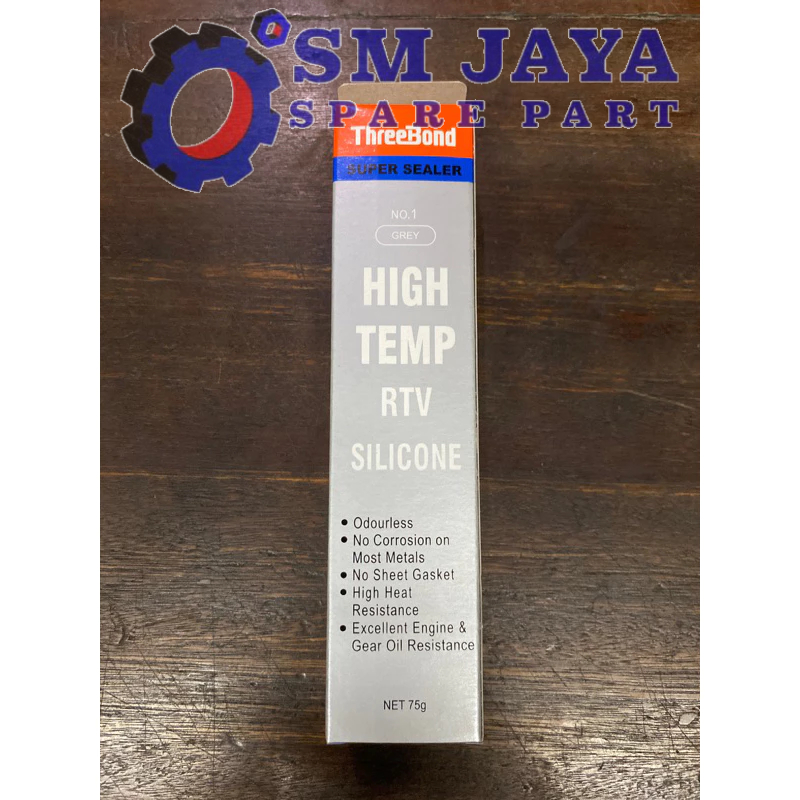 SM JAYA
SPARE PART
ThreeBond
SUPER SEALER
NO.1
GREY
HIGH
TEMP
RTV
SILICONE
• Odourless
• No Corrosion on
Most Metals
• No Sheet Gasket
• High Heat
Resistance
• Excellent Engine &
Gear Oil Resistance
NET 75g